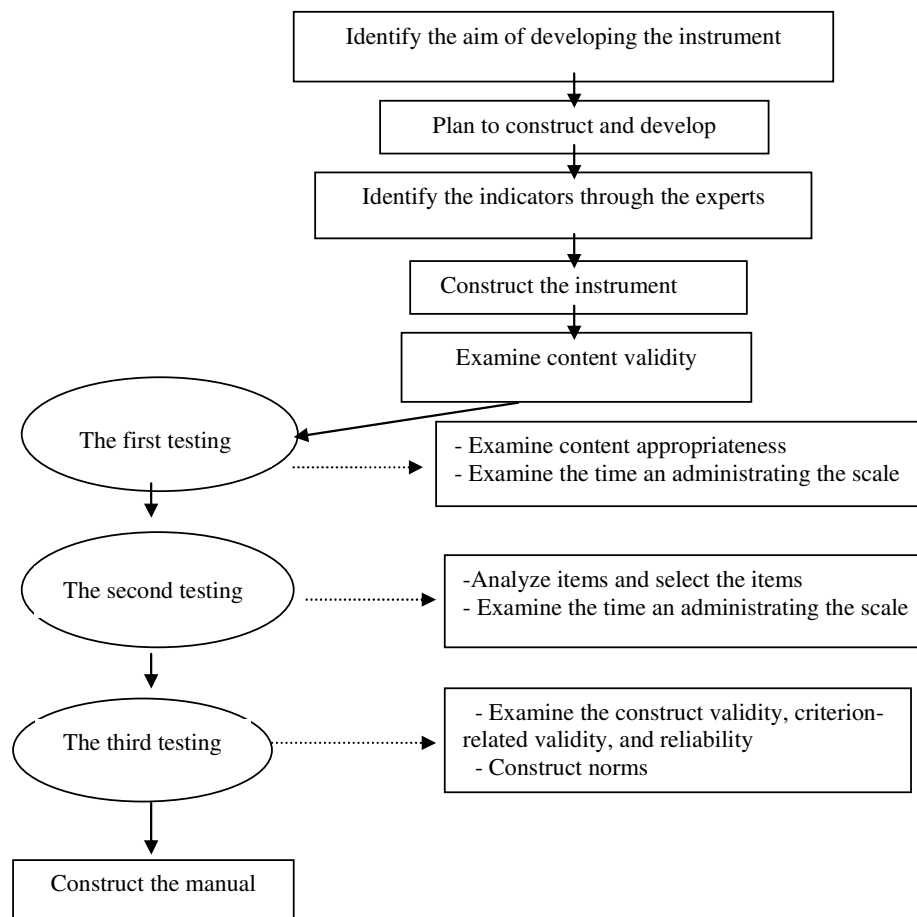 Identify the aim of developing the instrument
Plan to construct and develop
Identify the indicators through the experts
Construct the instrument
Examine content validity
The first testing
- Examine content appropriateness
- Examine the time an administrating the scale
The second testing
-Analyze items and select the items
- Examine the time an administrating the scale
The third testing
- Examine the construct validity, criterion-
related validity, and reliability
- Construct norms
Construct the manual